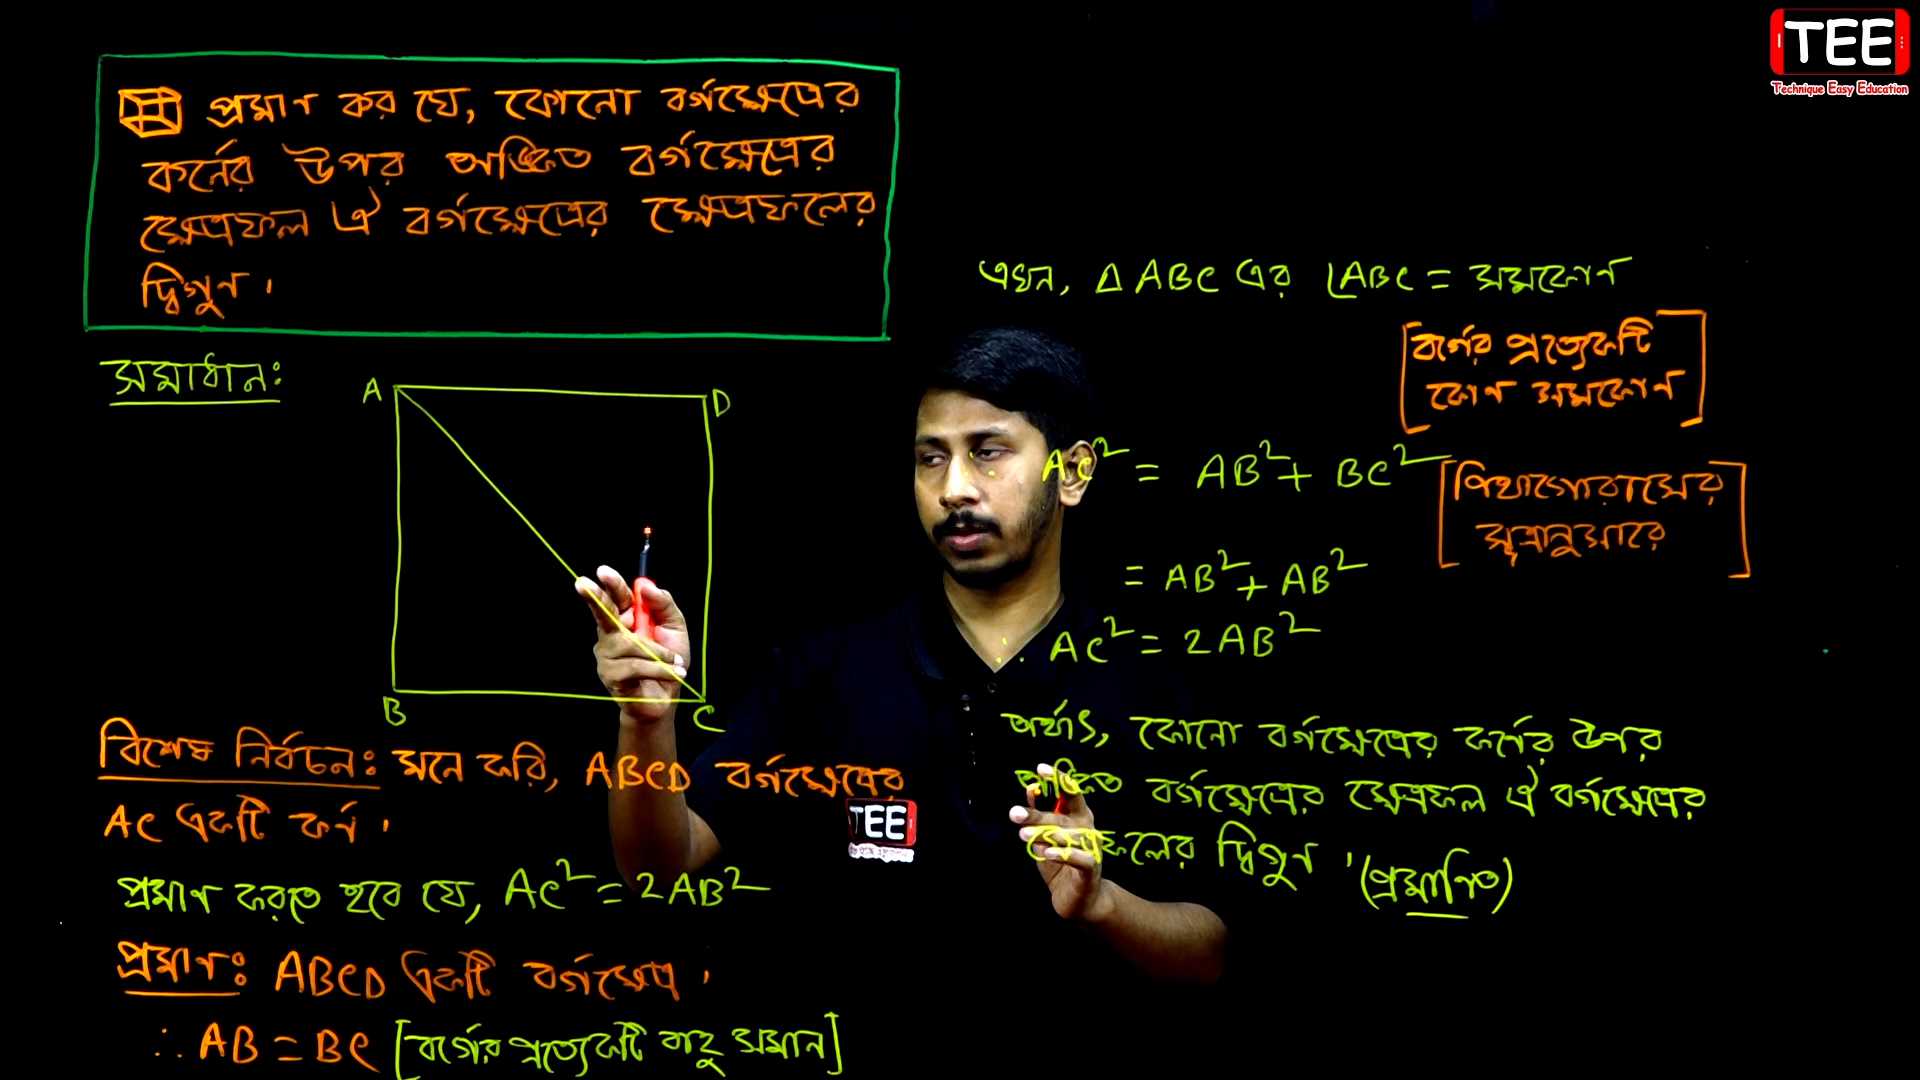 TEE
Technique Easy Education
প্রমাণ কর যে, কোনো বর্গক্ষেত্রের
কর্নের উপর অঙ্কিত বর্গক্ষেত্রের
ক্ষেত্রফল ঐ বর্গক্ষেত্রের ক্ষেত্রফলের
দ্বিগুণ।
সমাধান:
A
D
B
C
বিশেষ নির্বচন: মনে করি, ABCD বর্গক্ষেত্রের
AC একটি কর্ন।
প্রমাণ করতে হবে যে, AC² = 2AB²
প্রমাণ: ABCD একটি বর্গক্ষেত্র।
∴ AB = BC [বর্গের প্রত্যেকটি বাহু সমান]
এখন, Δ ABC এর ∠ABC = সমকোণ
[বর্গের প্রত্যেকটি
কোণ সমকোণ]
∴ AC² = AB² + BC² [পিথাগোরাসের
সূত্রানুসারে]
= AB² + AB²
∴ AC² = 2AB²
অর্থাৎ, কোনো বর্গক্ষেত্রের কর্ণের উপর
অঙ্কিত বর্গক্ষেত্রের ক্ষেত্রফল ঐ বর্গক্ষেত্রের
ক্ষেত্রফলের দ্বিগুণ। (প্রমাণিত)
TEE